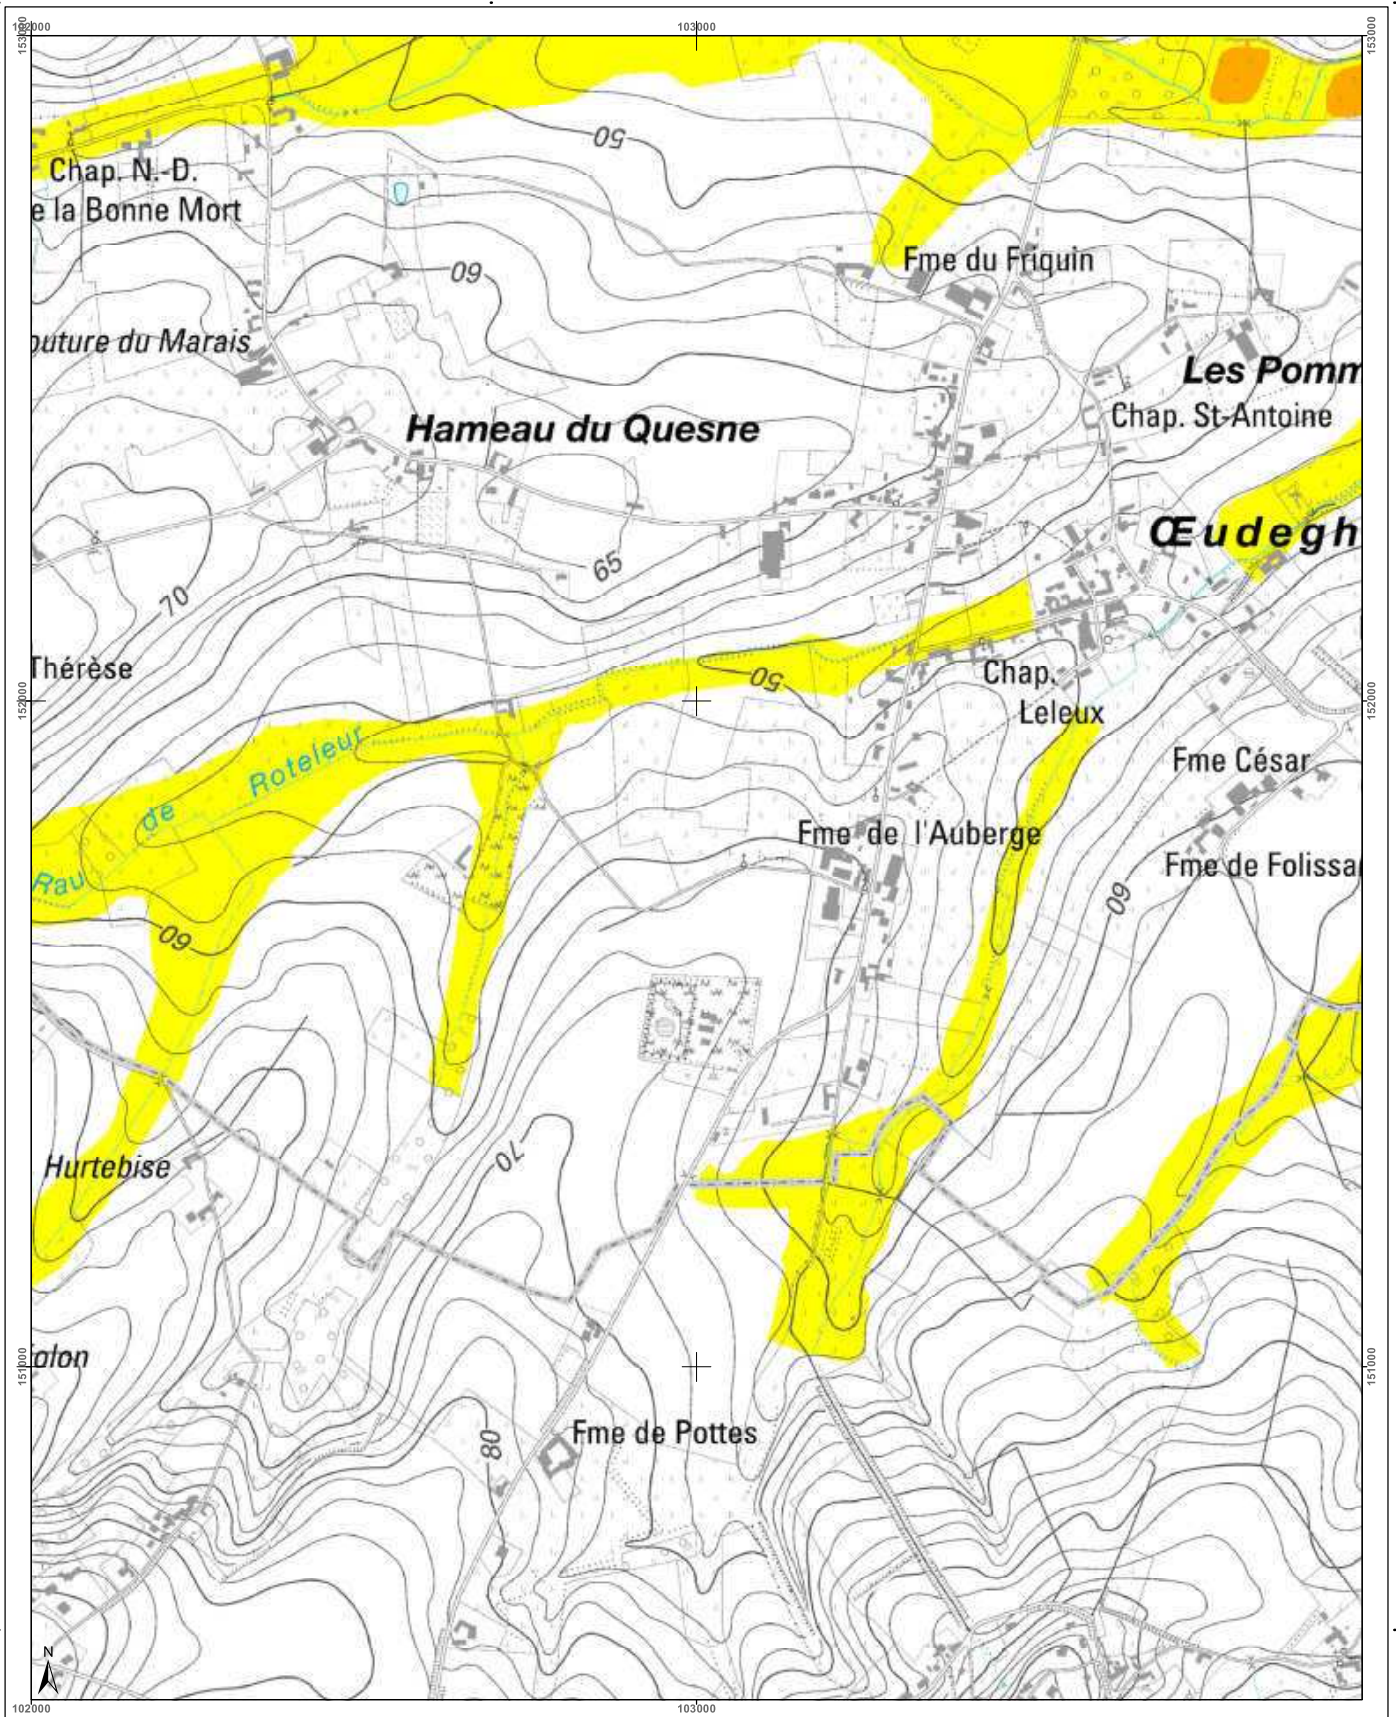 102000
103000
153000
153000
50
Chap. N.-D.
e la Bonne Mort
Fme du Friquin
60
outure du Marais
Les Pomm
Chap. St-Antoine
Hameau du Quesne
Œudegh
65
70
Thérèse
50
Chap.
Leleux
152000
152000
Roteleur
de
Rau
Fme César
Fme de l'Auberge
Fme de Folissa
60
60
Hurtebise
70
151000
151000
alon
Fme de Pottes
80
N
102000
103000